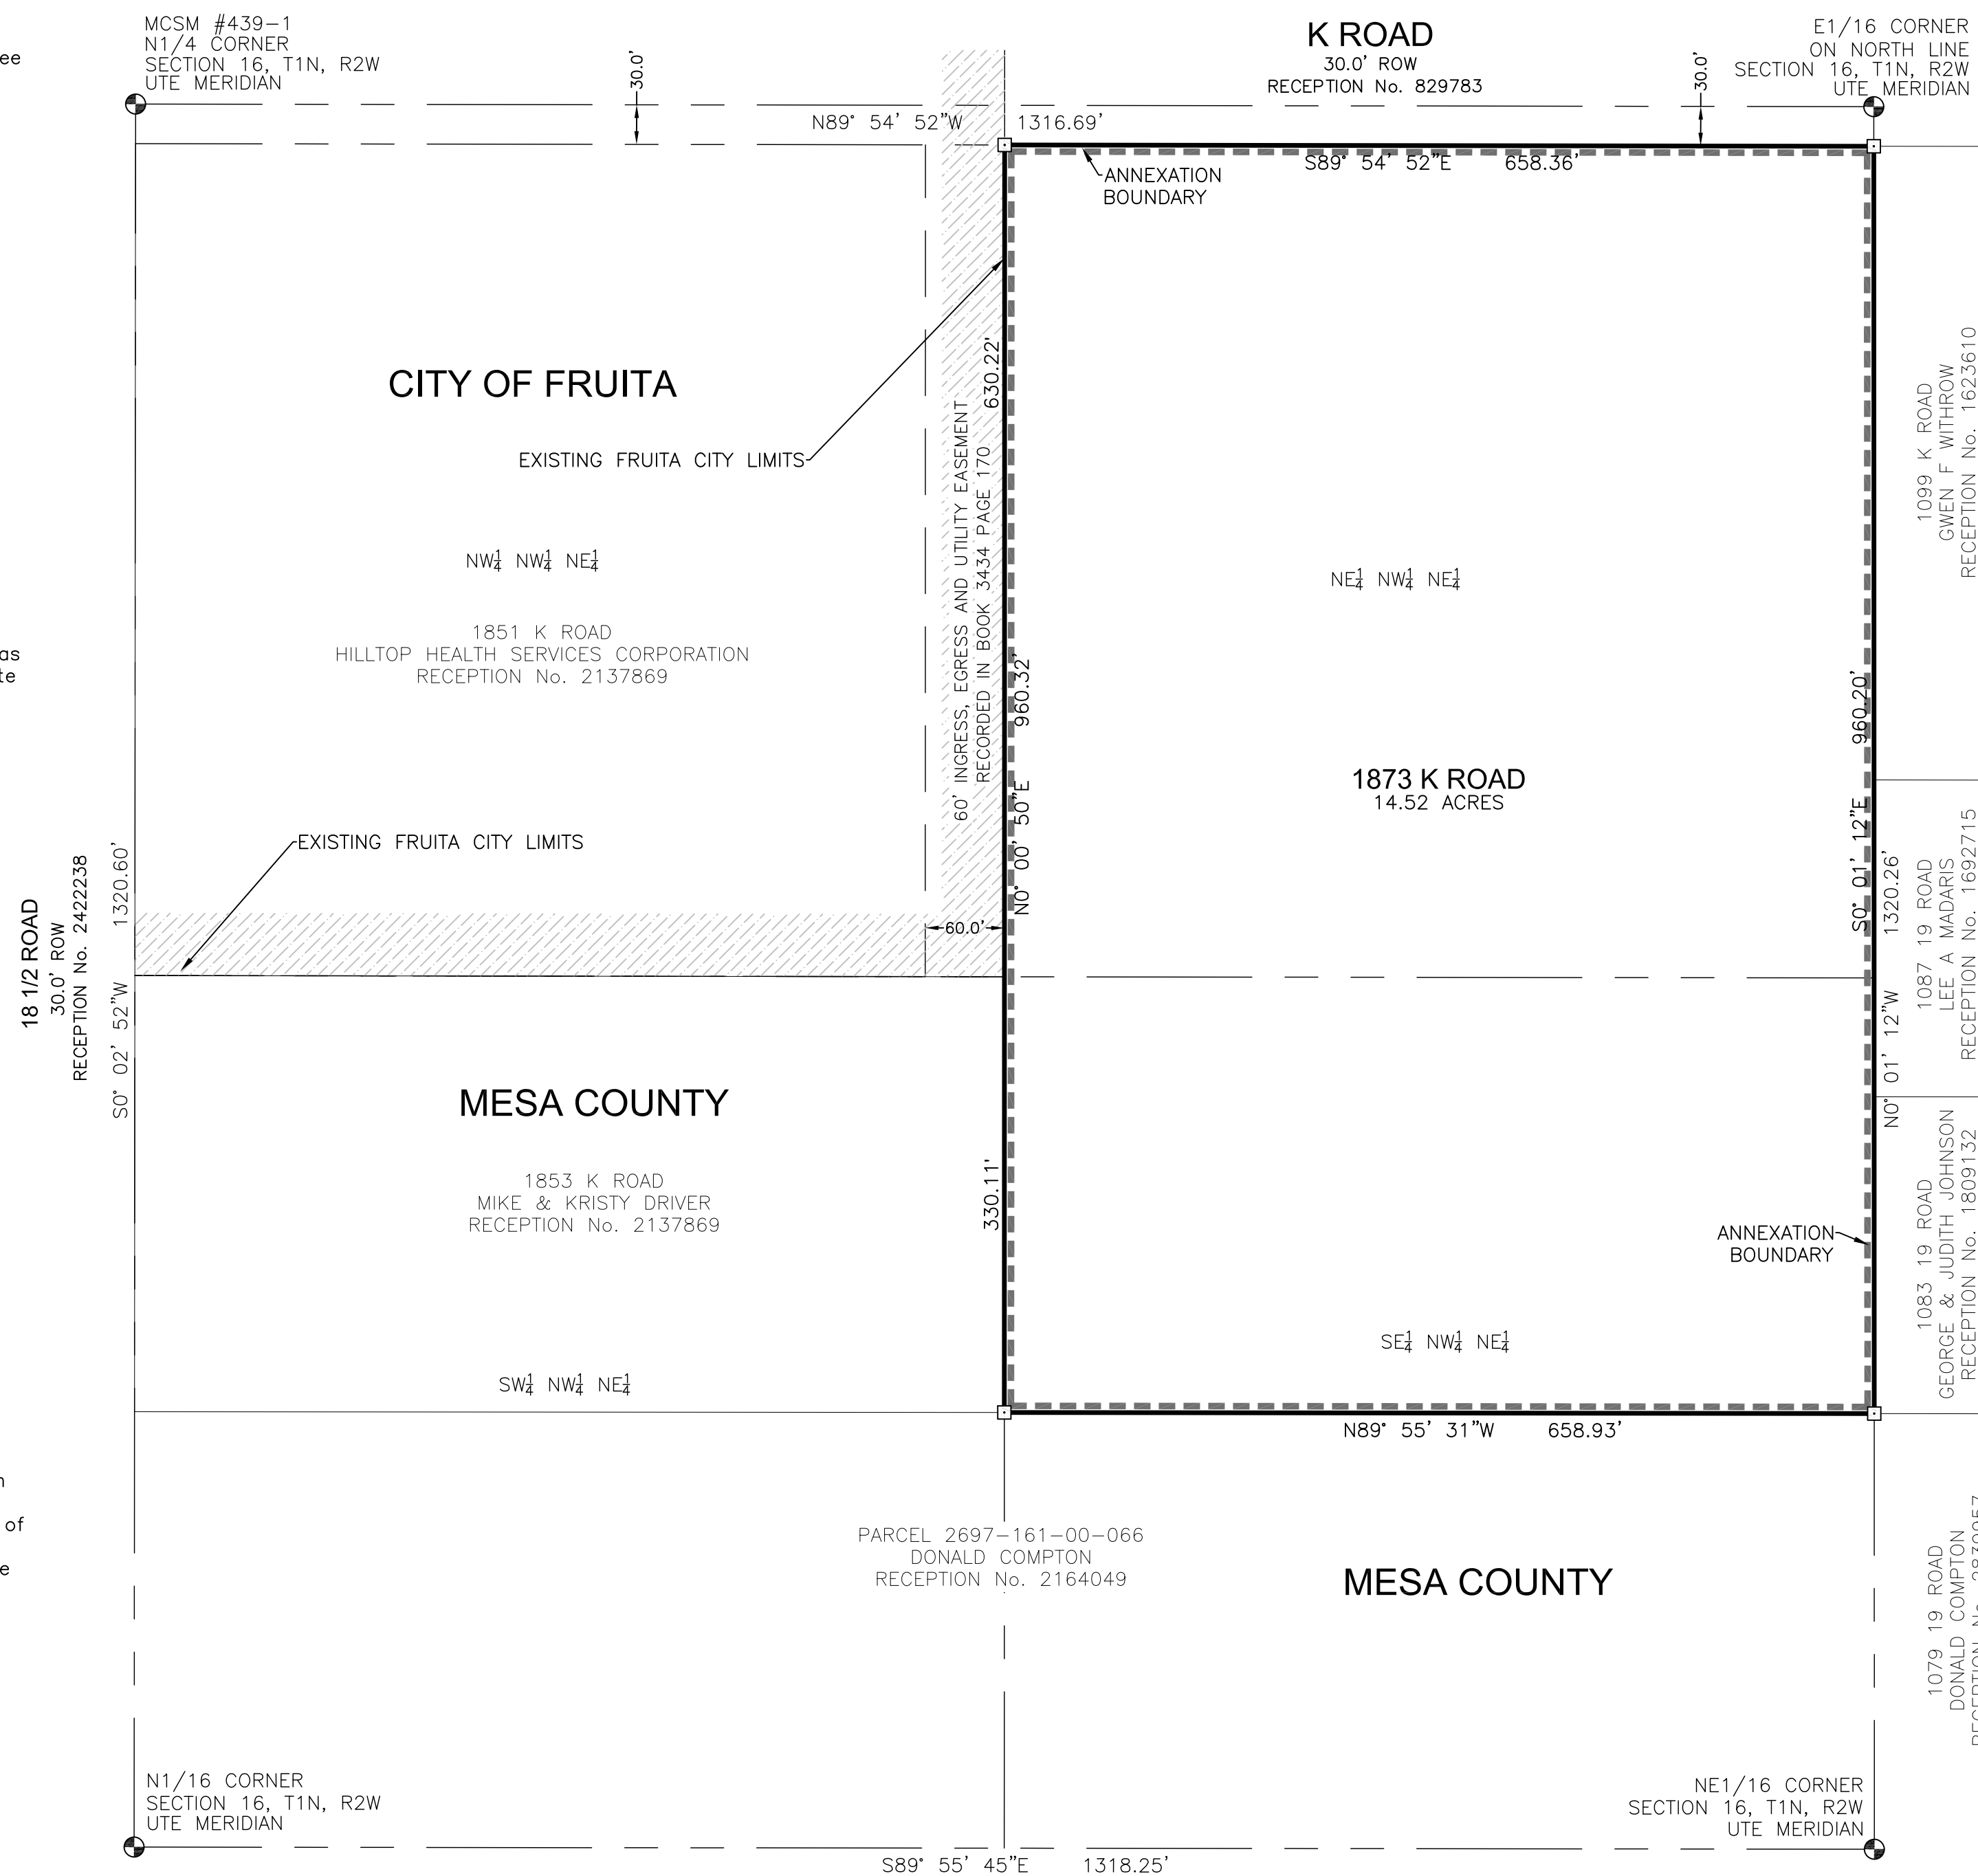 ee
MCSM #439-1
N1/4 CORNER
SECTION 16, T1N, R2W
UTE MERIDIAN
30.0'
K ROAD
30.0' ROW
RECEPTION No. 829783
30.0'
E1/16 CORNER
ON NORTH LINE
SECTION 16, T1N, R2W
UTE MERIDIAN
N89° 54' 52"W 1316.69'
S89° 54' 52"E 658.36'
ANNEXATION
BOUNDARY
CITY OF FRUITA
EXISTING FRUITA CITY LIMITS
630.22'
60' INGRESS, EGRESS AND UTILITY EASEMENT
RECORDED IN BOOK 3434 PAGE 170
NW¼ NW¼ NE¼
NE¼ NW¼ NE¼
1099 K ROAD
GWEN F WITHROW
RECEPTION No. 1623610
1851 K ROAD
HILLTOP HEALTH SERVICES CORPORATION
RECEPTION No. 2137869
as
te
N0° 00' 50"E 960.32'
S0° 01' 12"E 960.20'
1873 K ROAD
14.52 ACRES
EXISTING FRUITA CITY LIMITS
18 1/2 ROAD
30.0' ROW
RECEPTION No. 2422238
S0° 02' 52"W 1320.60'
60.0'
N0° 01' 12"W 1320.26'
1087 19 ROAD
LEE A MADARIS
RECEPTION No. 1692715
MESA COUNTY
1853 K ROAD
MIKE & KRISTY DRIVER
RECEPTION No. 2137869
330.11'
ANNEXATION
BOUNDARY
1083 19 ROAD
GEORGE & JUDITH JOHNSON
RECEPTION No. 1809132
SE¼ NW¼ NE¼
SW¼ NW¼ NE¼
N89° 55' 31"W 658.93'
n
of
e
PARCEL 2697-161-00-066
DONALD COMPTON
RECEPTION No. 2164049
MESA COUNTY
1079 19 ROAD
DONALD COMPTON
N1/16 CORNER
SECTION 16, T1N, R2W
UTE MERIDIAN
NE1/16 CORNER
SECTION 16, T1N, R2W
UTE MERIDIAN
S89° 55' 45"E 1318.25'